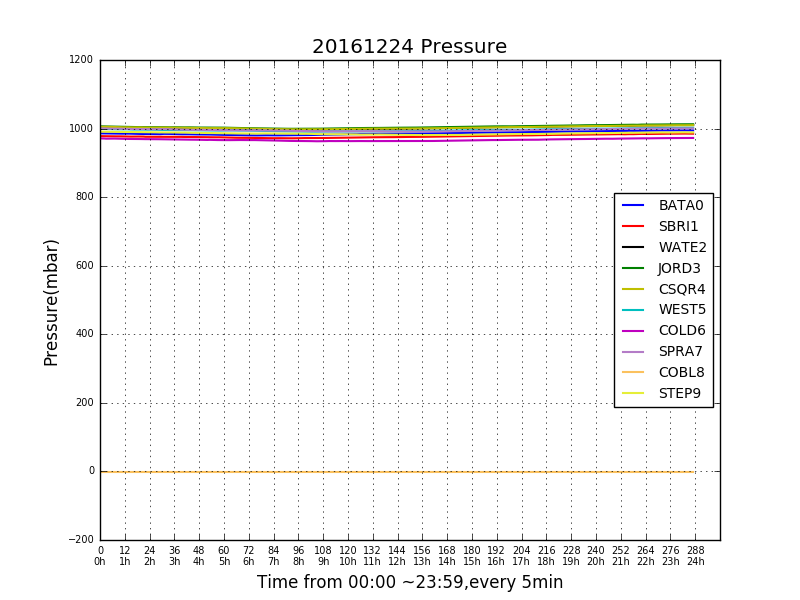 20161224 Pressure
Pressure(mbar)
1200
1000
800
600
400
200
0
−200
BATA0
SBRI1
WATE2
JORD3
CSQR4
WEST5
COLD6
SPRA7
COBL8
STEP9
0 12 24 36 48 60 72 84 96 108 120 132 144 156 168 180 192 204 216 228 240 252 264 276 288
0h 1h 2h 3h 4h 5h 6h 7h 8h 9h 10h 11h 12h 13h 14h 15h 16h 17h 18h 19h 20h 21h 22h 23h 24h
Time from 00:00 ~23:59,every 5min